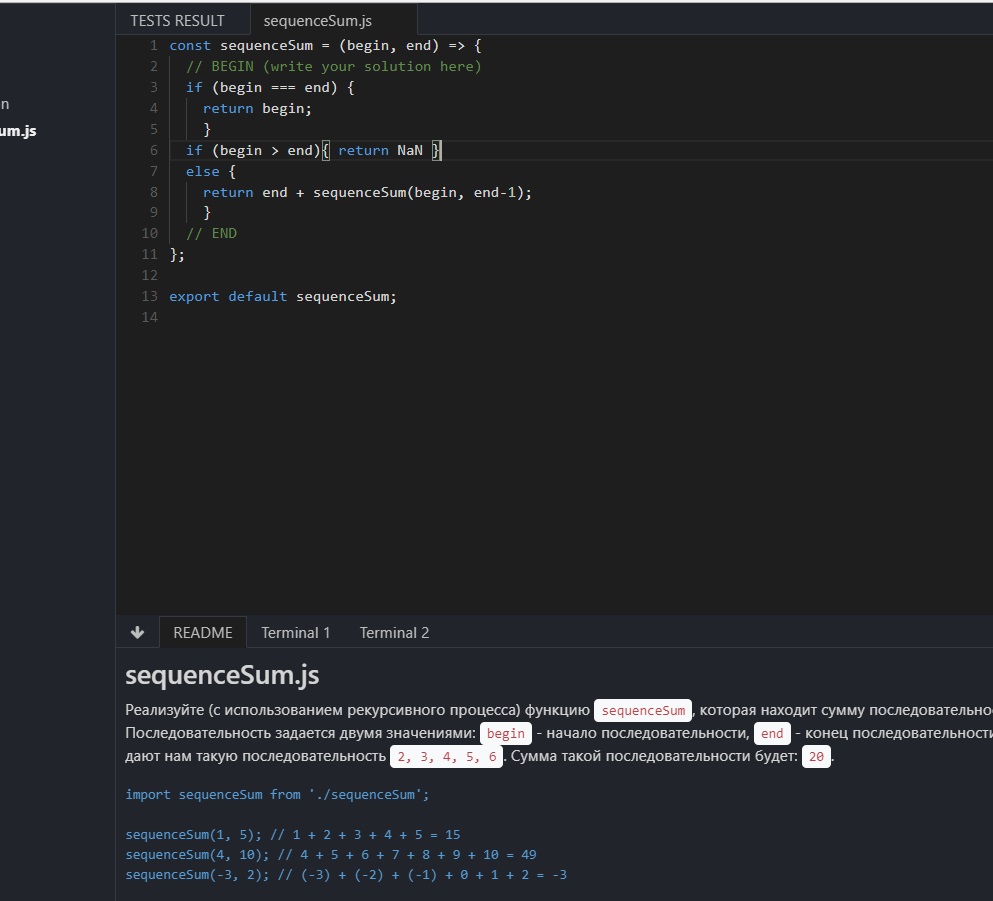 TESTS RESULT sequenceSum.js
1 const sequenceSum = (begin, end) => {
2 // BEGIN (write your solution here)
3 if (begin === end) {
n
4 return begin;
5 }
um.js
6 if (begin > end){ return NaN }
7 else {
8 return end + sequenceSum(begin, end-1);
9 }
10 // END
11 };
12
13 export default sequenceSum;
14
README Terminal 1 Terminal 2
sequenceSum.js
Реализуйте (с использованием рекурсивного процесса) функцию sequenceSum, которая находит сумму последовательно
Последовательность задается двумя значениями: begin - начало последовательности, end - конец последовательности
дают нам такую последовательность 2, 3, 4, 5, 6. Сумма такой последовательности будет: 20.
import sequenceSum from './sequenceSum';
sequenceSum(1, 5); // 1 + 2 + 3 + 4 + 5 = 15
sequenceSum(4, 10); // 4 + 5 + 6 + 7 + 8 + 9 + 10 = 49
sequenceSum(-3, 2); // (-3) + (-2) + (-1) + 0 + 1 + 2 = -3